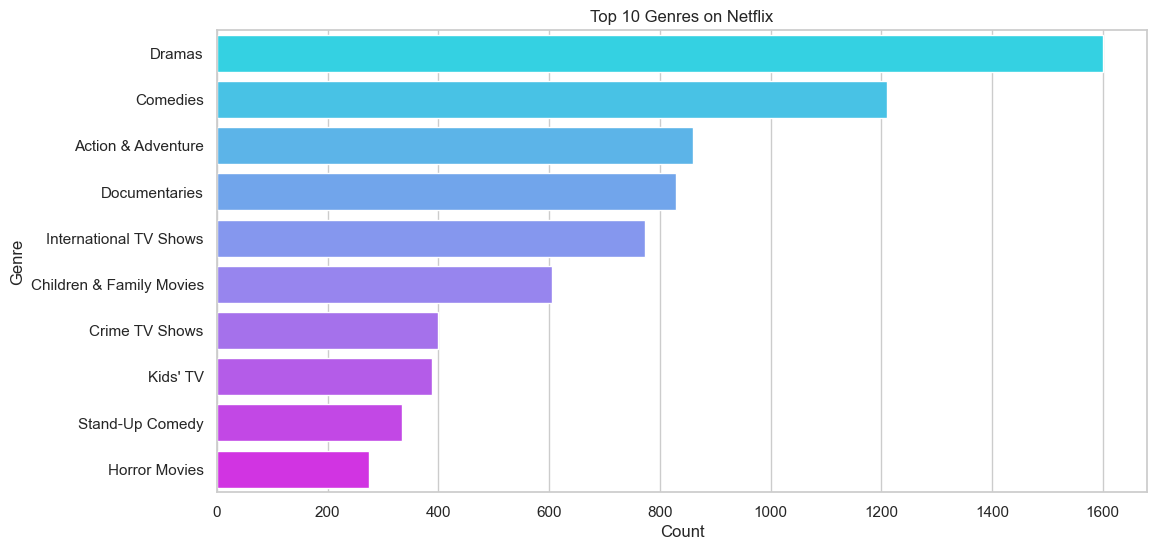 Top 10 Genres on Netflix
Genre
Dramas
Comedies
Action & Adventure
Documentaries
International TV Shows
Children & Family Movies
Crime TV Shows
Kids' TV
Stand-Up Comedy
Horror Movies
0 200 400 600 800 1000 1200 1400 1600
Count